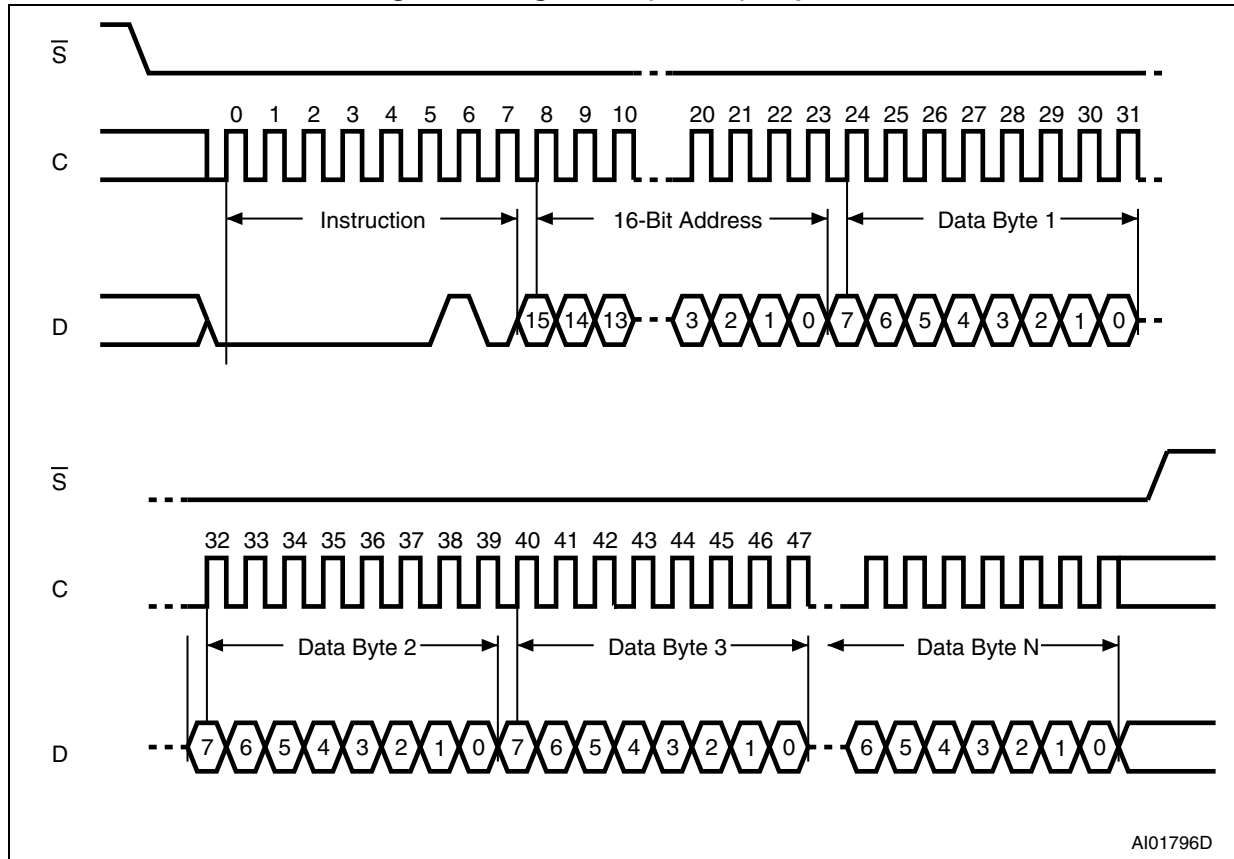 S
0 1 2 3 4 5 6 7 8 9 10 20 21 22 23 24 25 26 27 28 29 30 31
C
Instruction 16-Bit Address Data Byte 1
D 15 14 13 3 2 1 0 7 6 5 4 3 2 1 0
S
32 33 34 35 36 37 38 39 40 41 42 43 44 45 46 47
C
Data Byte 2 Data Byte 3 Data Byte N
D 7 6 5 4 3 2 1 0 7 6 5 4 3 2 1 0 6 5 4 3 2 1 0
AI01796D